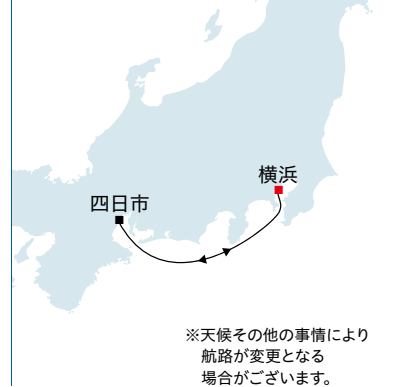 横浜
四日市
※天候その他の事情により
航路が変更となる
場合がございます。